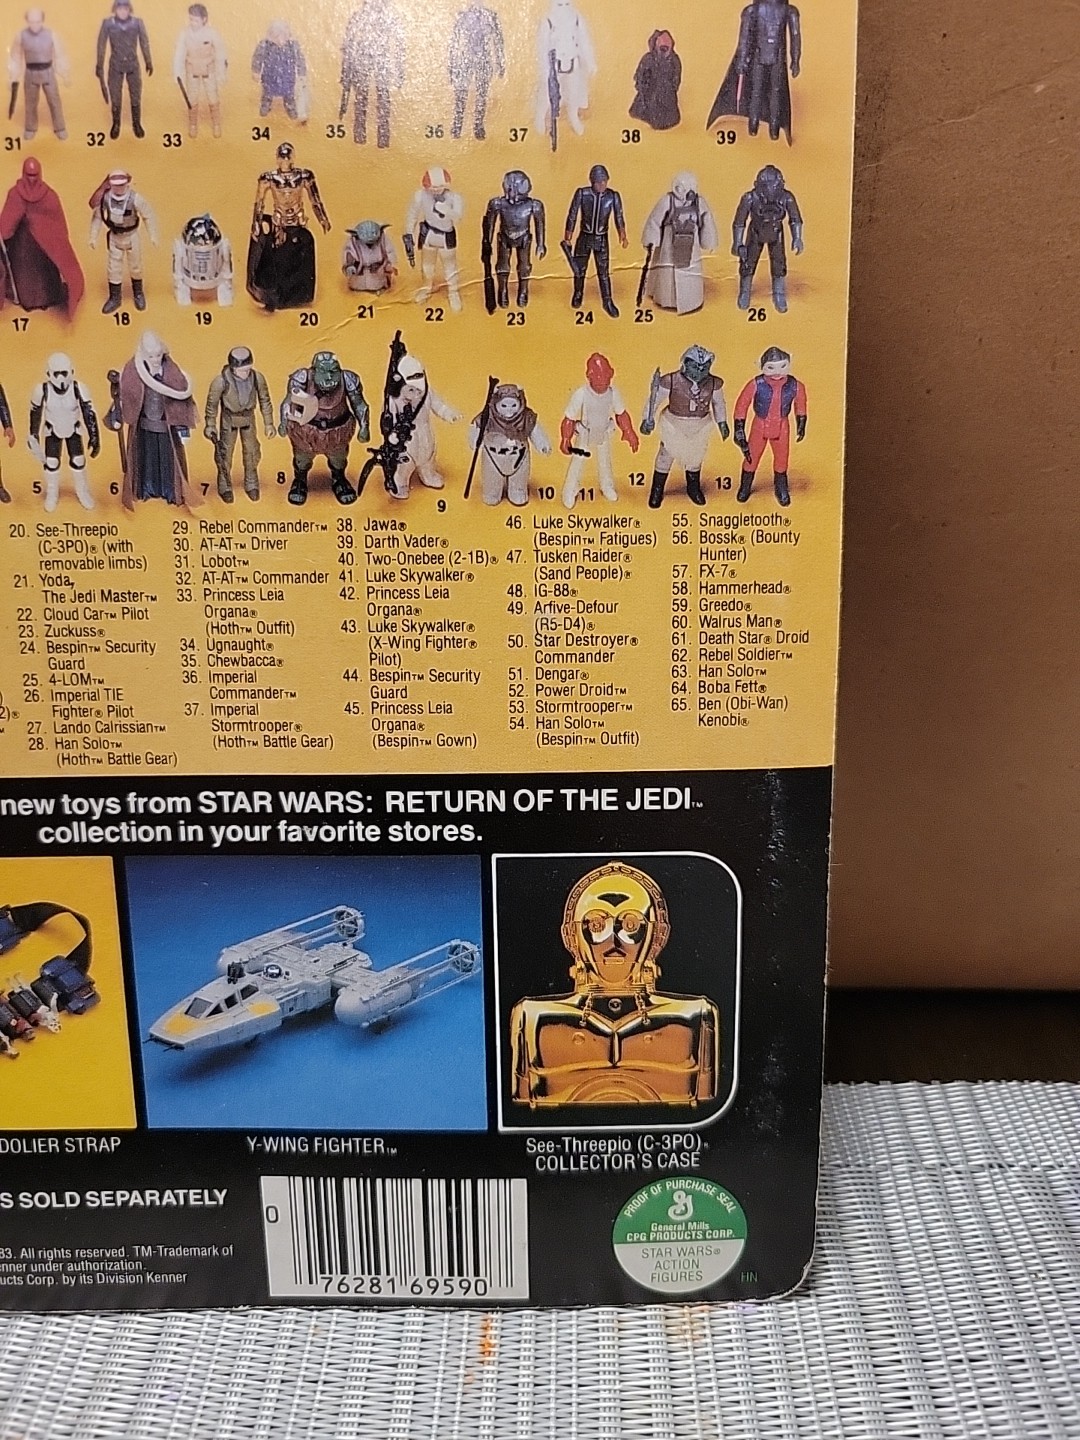 31 32 33 34 35 36 37 38 39
17 18 19 20 21 22 23 24 25 26
5 6 7 8 9 10 11 12 13
20. See-Threepio
(C-3PO)® (with
removable limbs)
21. Yoda,
The Jedi Master™
22. Cloud Car™ Pilot
23. Zuckuss®
24. Bespin™ Security
Guard
25. 4-LOM™
26. Imperial TIE
Fighter® Pilot
27. Lando Calrissian™
28. Han Solo™
(Hoth™ Battle Gear)
2)®
29. Rebel Commander™
30. AT-AT™ Driver
31. Lobot™
32. AT-AT™ Commander
33. Princess Leia
Organa®
(Hoth™ Outfit)
34. Ugnaught®
35. Chewbacca®
36. Imperial
Commander™
37. Imperial
Stormtrooper®
(Hoth™ Battle Gear)
38. Jawa®
39. Darth Vader®
40. Two-Onebee (2-1B)®
41. Luke Skywalker®
42. Princess Leia
Organa®
43. Luke Skywalker®
(X-Wing Fighter®
Pilot)
44. Bespin™ Security
Guard
45. Princess Leia
Organa®
(Bespin™ Gown)
46. Luke Skywalker®
(Bespin™ Fatigues)
47. Tusken Raider®
(Sand People)®
48. IG-88®
49. Arfive-Defour
(R5-D4)®
50. Star Destroyer®
Commander
51. Dengar®
52. Power Droid™
53. Stormtrooper®
54. Han Solo™
(Bespin™ Outfit)
55. Snaggletooth®
56. Bossk® (Bounty
Hunter)
57. FX-7®
58. Hammerhead®
59. Greedo®
60. Walrus Man®
61. Death Star® Droid
62. Rebel Soldier™
63. Han Solo™
64. Boba Fett®
65. Ben (Obi-Wan)
Kenobi®
new toys from STAR WARS: RETURN OF THE JEDI™
collection in your favorite stores.
DOLIER STRAP
Y-WING FIGHTER™
See-Threepio (C-3PO)®
COLLECTOR'S CASE
S SOLD SEPARATELY
83. All rights reserved. TM-Trademark of
nner under authorization.
ucts Corp. by its Division Kenner
0
76281 69590
PROOF OF PURCHASE SEAL
General Mills
CPG PRODUCTS CORP.
STAR WARS®
ACTION
FIGURES
HN